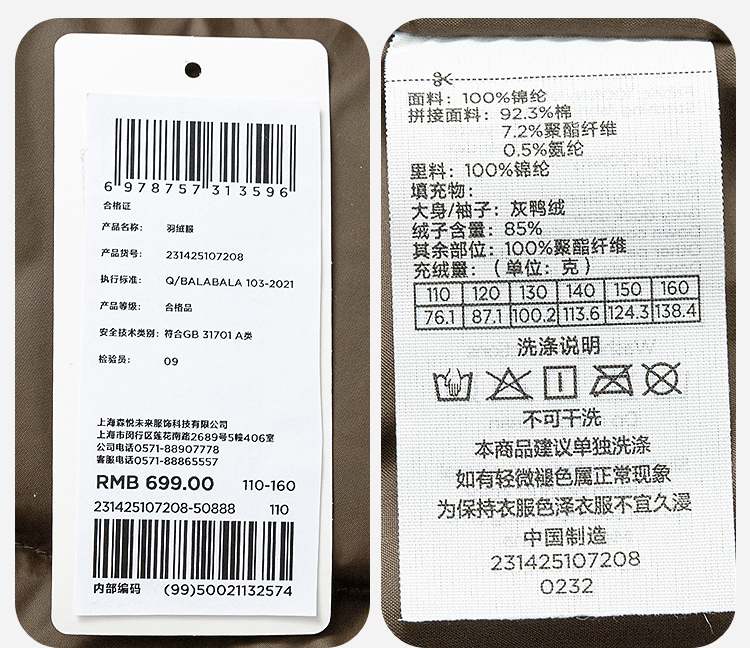 6 978757 313596
合格证
产品名称： 羽绒服
产品货号： 231425107208
执行标准： Q/BALABALA 103-2021
产品等级： 合格品
安全技术类别： 符合GB 31701 A类
检验员： 09
上海森悦未来服饰科技有限公司
上海市闵行区莲花南路2689号5幢406室
公司电话0571-88907778
客服电话0571-88865557
RMB 699.00 110-160
231425107208-50888 110
内部编码 (99)50021132574
面料：100%锦纶
拼接面料：92.3%棉
7.2%聚酯纤维
0.5%氨纶
里料：100%锦纶
填充物：
大身/袖子：灰鸭绒
绒子含量：85%
其余部位：100%聚酯纤维
充绒量：（单位：克）
110 120 130 140 150 160
76.1 87.1 100.2 113.6 124.3 138.4
洗涤说明
不可干洗
本商品建议单独洗涤
如有轻微褪色属正常现象
为保持衣服色泽衣服不宜久浸
中国制造
231425107208
0232